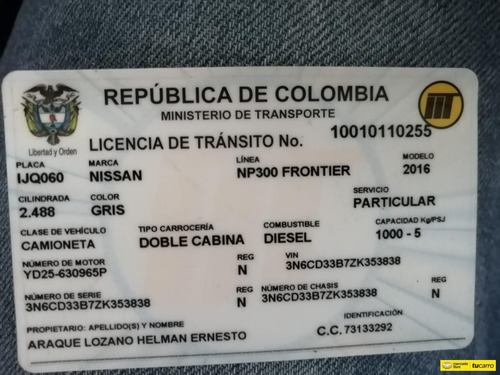 REPÚBLICA DE COLOMBIA
MINISTERIO DE TRANSPORTE
Libertad y Orden
LICENCIA DE TRÁNSITO No. 10010110255
PLACA MARCA LÍNEA MODELO
IJQ060 NISSAN NP300 FRONTIER 2016
CILINDRADA COLOR SERVICIO
2.488 GRIS PARTICULAR
CLASE DE VEHÍCULO TIPO CARROCERÍA COMBUSTIBLE CAPACIDAD Kg/PSJ
CAMIONETA DOBLE CABINA DIESEL 1000 - 5
NÚMERO DE MOTOR REG VIN
YD25-630965P N 3N6CD33B7ZK353838
NÚMERO DE SERIE REG NÚMERO DE CHASIS REG
3N6CD33B7ZK353838 N 3N6CD33B7ZK353838 N
PROPIETARIO: APELLIDO(S) Y NOMBRE IDENTIFICACIÓN
ARAQUE LOZANO HELMAN ERNESTO C.C. 73133292
mercado libre tucarro